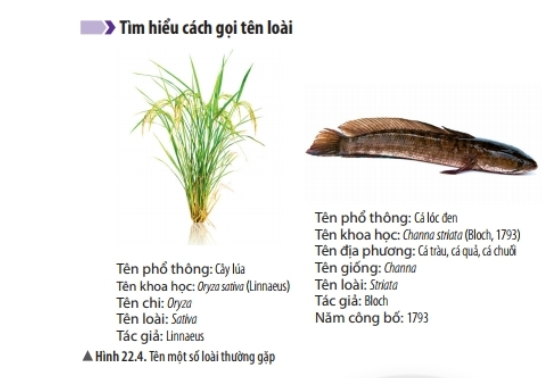 Tìm hiểu cách gọi tên loài
Tên phổ thông: Cây lúa
Tên khoa học: Oryza sativa (Linnaeus)
Tên chi: Oryza
Tên loài: Sativa
Tác giả: Linnaeus
Tên phổ thông: Cá lóc đen
Tên khoa học: Channa striata (Bloch, 1793)
Tên địa phương: Cá tràu, cá quả, cá chuối
Tên giống: Channa
Tên loài: Striata
Tác giả: Bloch
Năm công bố: 1793
▲ Hình 22.4. Tên một số loài thường gặp